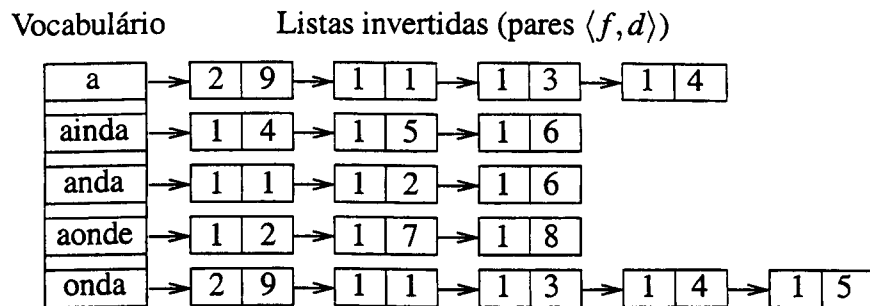 Vocabulário Listas invertidas (pares ⟨f,d⟩)
a 2 9 1 1 1 3 1 4
ainda 1 4 1 5 1 6
anda 1 1 1 2 1 6
aonde 1 2 1 7 1 8
onda 2 9 1 1 1 3 1 4 1 5